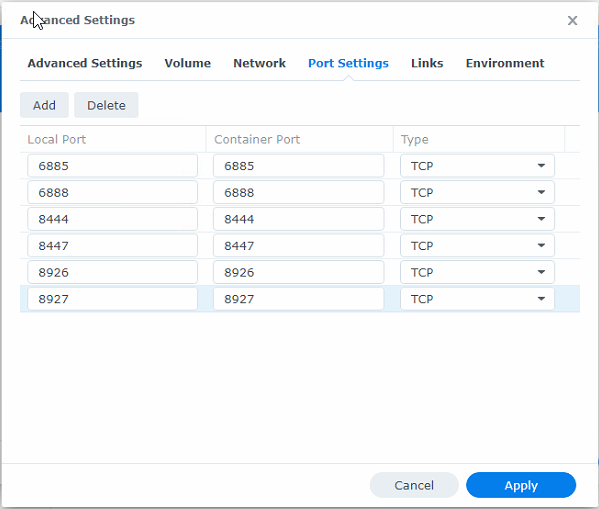 Advanced Settings
Advanced Settings Volume Network Port Settings Links Environment
Add Delete
Local Port Container Port Type
6885 6885 TCP
6888 6888 TCP
8444 8444 TCP
8447 8447 TCP
8926 8926 TCP
8927 8927 TCP
Cancel Apply